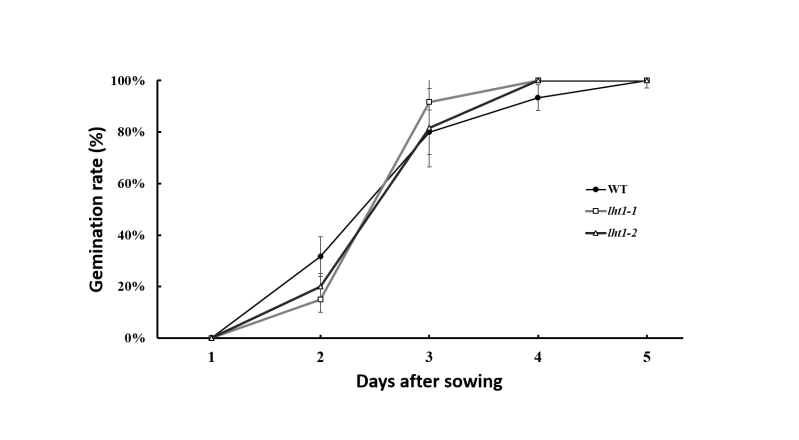 100%
80%
60%
40%
20%
0%
Gemination rate (%)
1 2 3 4 5
Days after sowing
WT
lht1-1
lht1-2